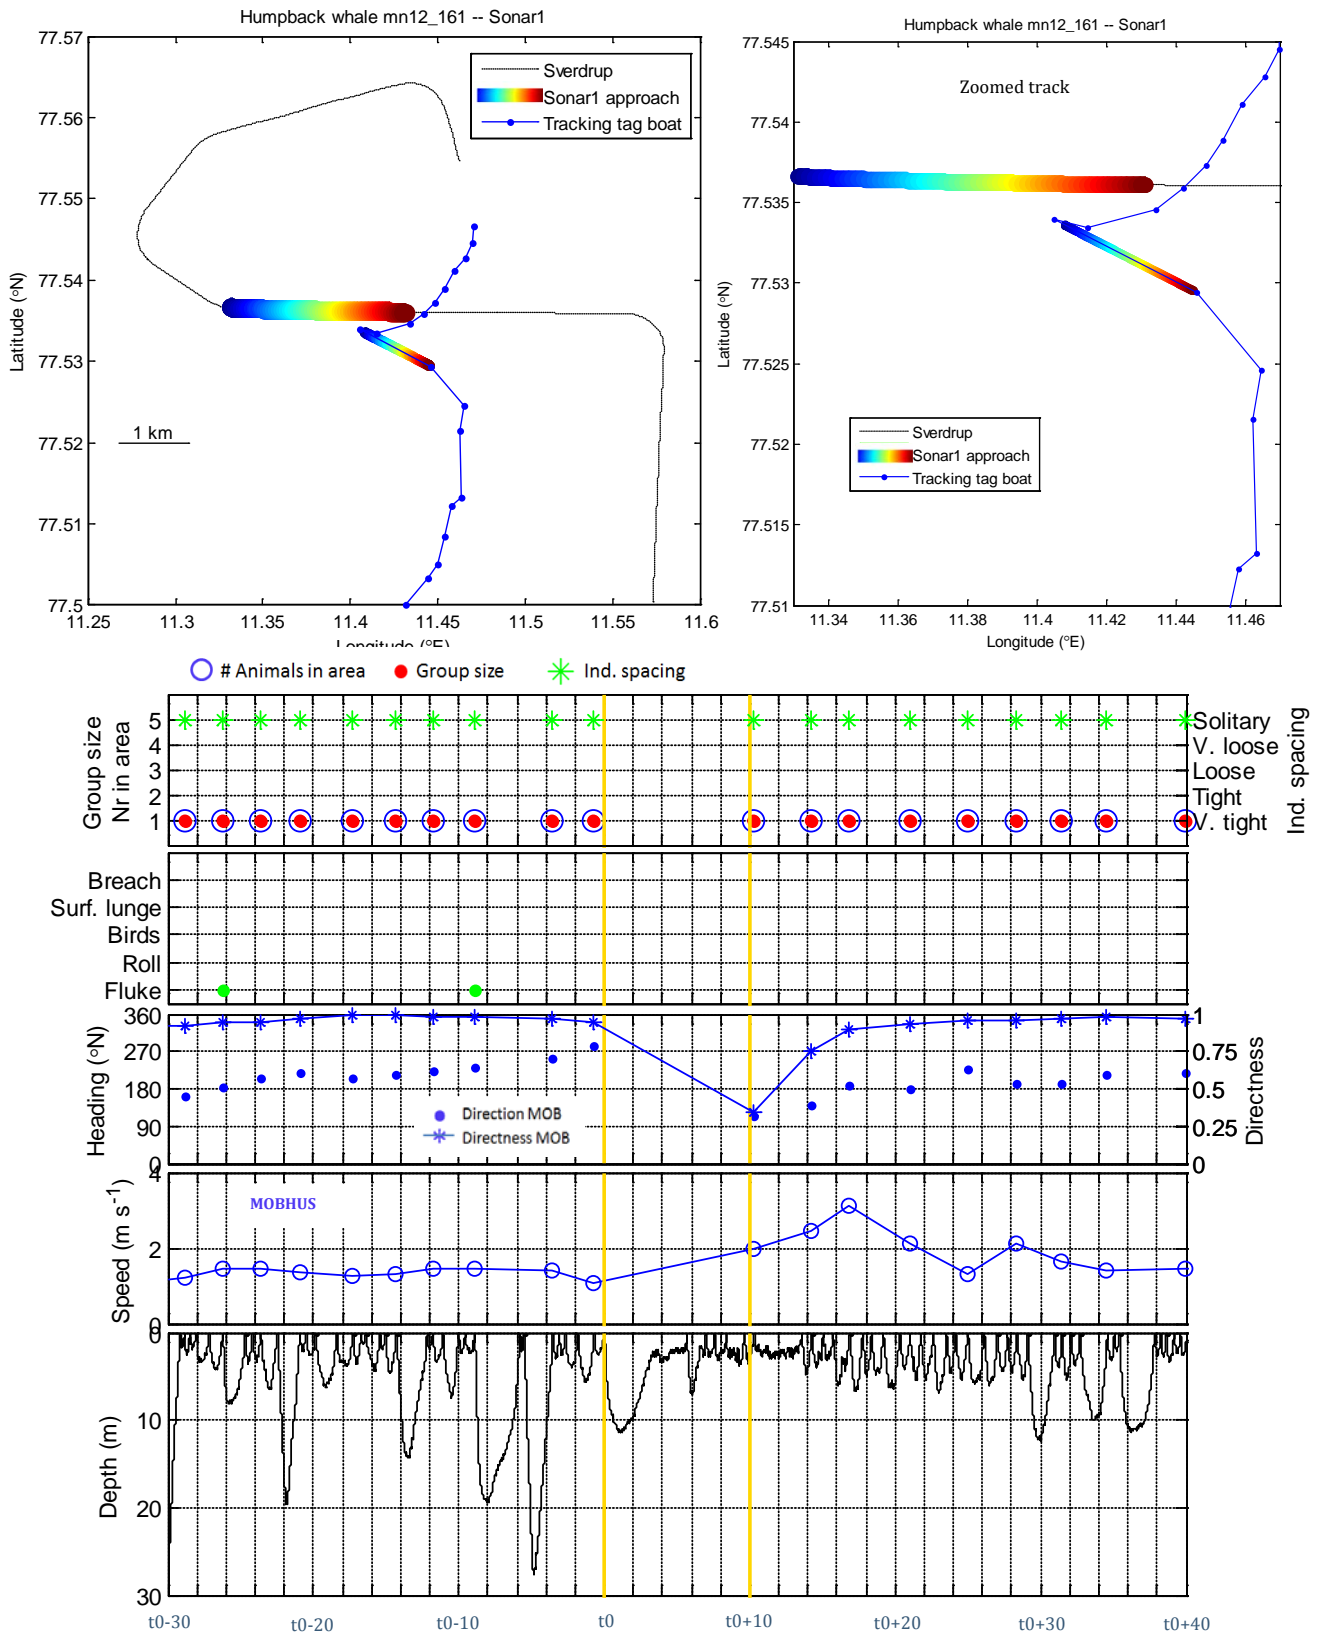 Humpback whale mn12_161 -- Sonar1
77.57
77.56
77.55
77.54
77.53
77.52
77.51
77.5
Latitude (°N)
Sverdrup
Sonar1 approach
Tracking tag boat
1 km
11.25
11.3
11.35
11.4
11.45
11.5
11.55
11.6
Longitude (°E)
Humpback whale mn12_161 -- Sonar1
Zoomed track
77.545
77.54
77.535
77.53
77.525
77.52
77.515
77.51
Latitude (°N)
Sverdrup
Sonar1 approach
Tracking tag boat
11.34
11.36
11.38
11.4
11.42
11.44
11.46
Longitude (°E)
# Animals in area
Group size
Ind. spacing
Group size
Nr in area
5
4
3
2
1
Solitary
V. loose
Loose
Tight
V. tight
Ind. spacing
Breach
Surf. lunge
Birds
Roll
Fluke
Heading (°N)
360
270
180
90
0
Direction MOB
Directness MOB
1
0.75
0.5
0.25
0
Directness
Speed (m s-1)
4
2
0
MOBHUS
Depth (m)
0
10
20
30
t0-30
t0-20
t0-10
t0
t0+10
t0+20
t0+30
t0+40